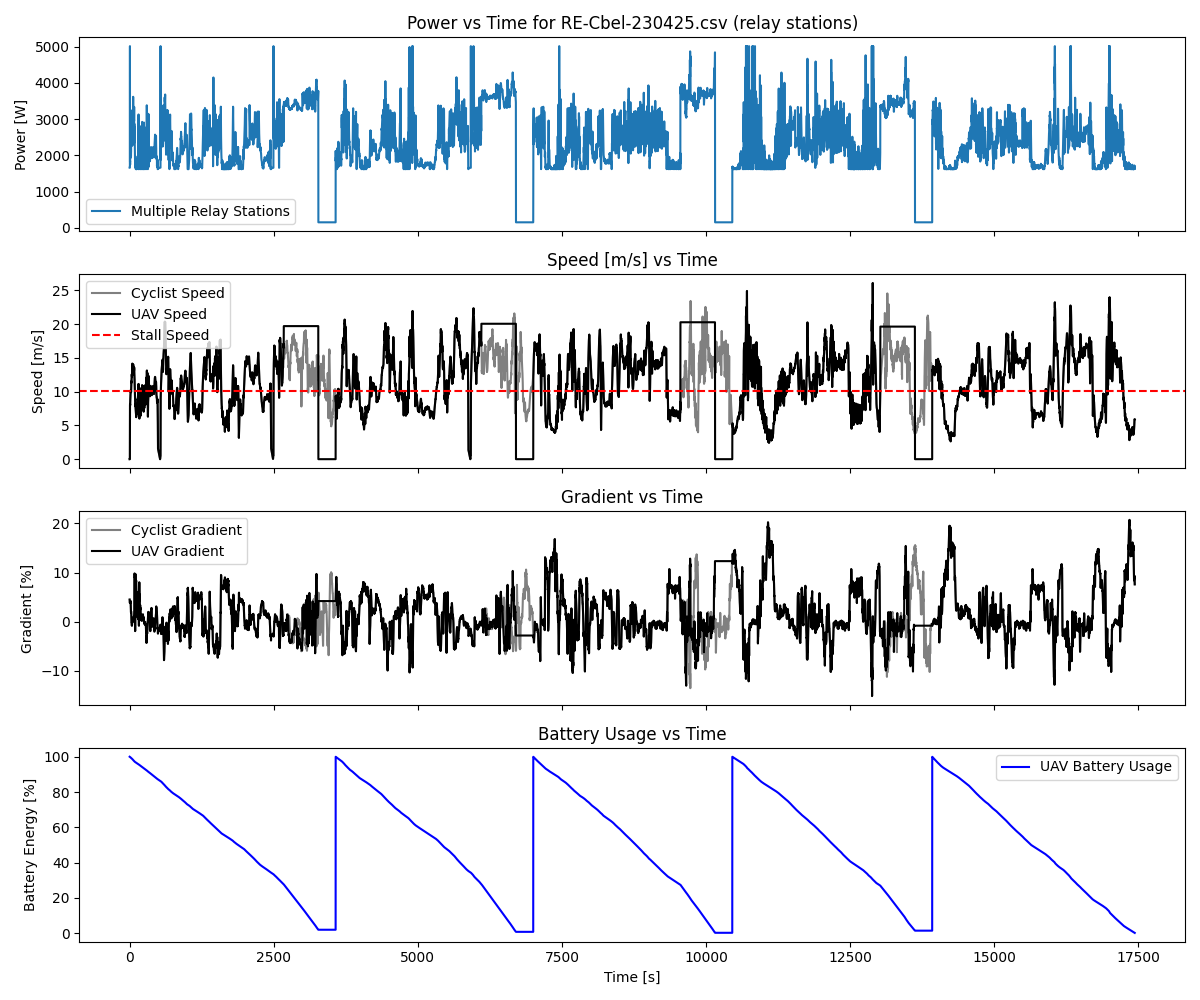 Power vs Time for RE-Cbel-230425.csv (relay stations)
5000
4000
3000
2000
1000
0
Power [W]
Multiple Relay Stations
Speed [m/s] vs Time
25
20
15
10
5
0
Speed [m/s]
Cyclist Speed
UAV Speed
Stall Speed
Gradient vs Time
20
10
0
−10
Gradient [%]
Cyclist Gradient
UAV Gradient
Battery Usage vs Time
100
80
60
40
20
0
Battery Energy [%]
UAV Battery Usage
0 2500 5000 7500 10000 12500 15000 17500
Time [s]